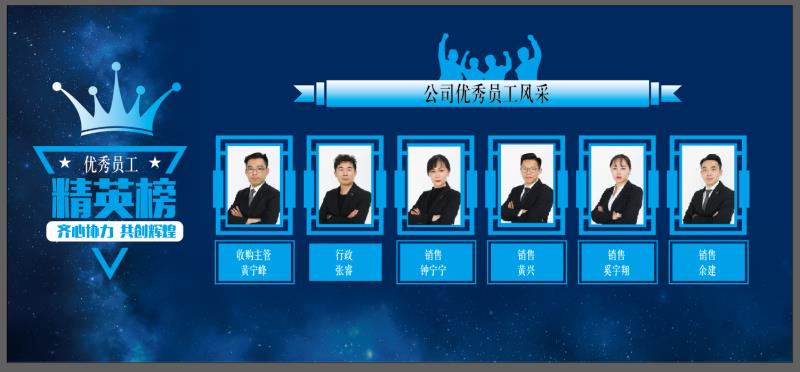 公司优秀员工风采
优秀员工
精英榜
齐心协力 共创辉煌
收购主管
黄宁峰
行政
张睿
销售
钟宁宁
销售
黄兴
销售
奚宇翔
销售
余建